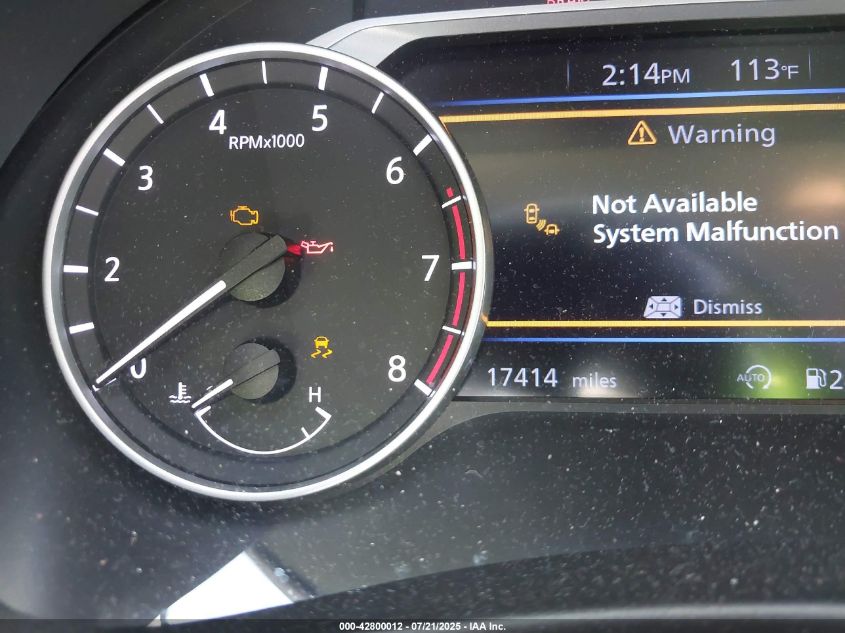 2:14PM 113°F
Warning
Not Available
System Malfunction
Dismiss
17414 miles
AUTO
2
RPMx1000
0
2
3
4
5
6
7
8
H
000-42800012 - 07/21/2025 - IAA Inc.